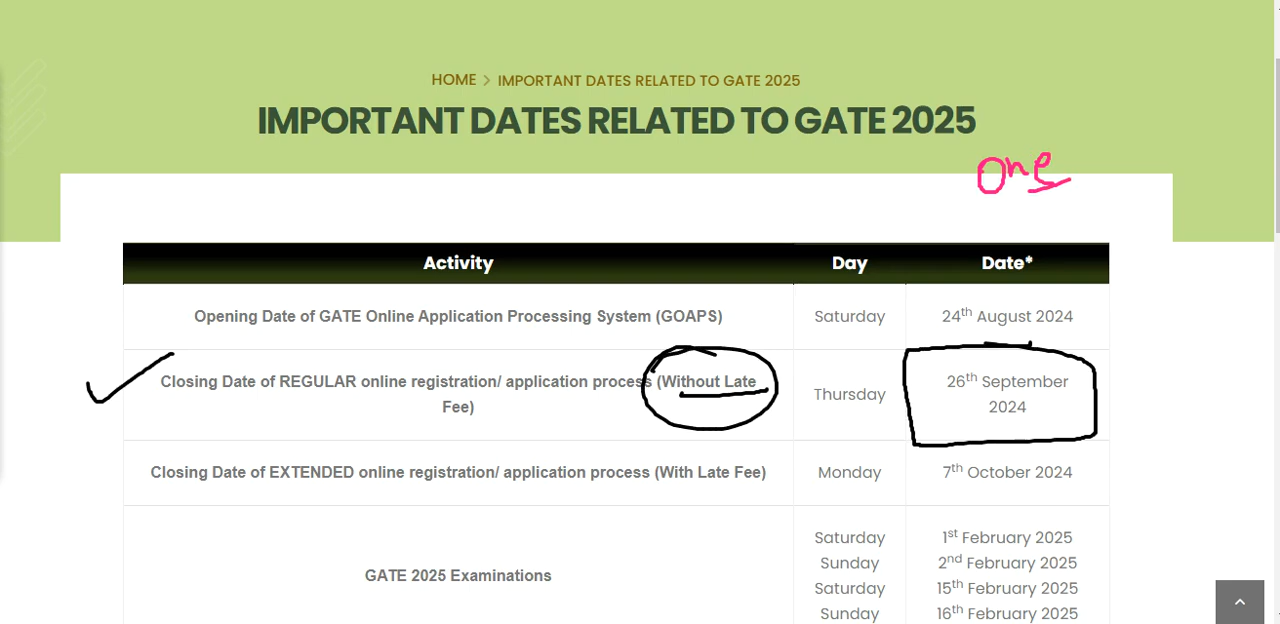 HOME > IMPORTANT DATES RELATED TO GATE 2025
IMPORTANT DATES RELATED TO GATE 2025
One
Activity Day Date*
Opening Date of GATE Online Application Processing System (GOAPS) Saturday 24th August 2024
Closing Date of REGULAR online registration/ application process (Without Late
Fee) Thursday 26th September
2024
Closing Date of EXTENDED online registration/ application process (With Late Fee) Monday 7th October 2024
GATE 2025 Examinations
Saturday 1st February 2025
Sunday 2nd February 2025
Saturday 15th February 2025
Sunday 16th February 2025